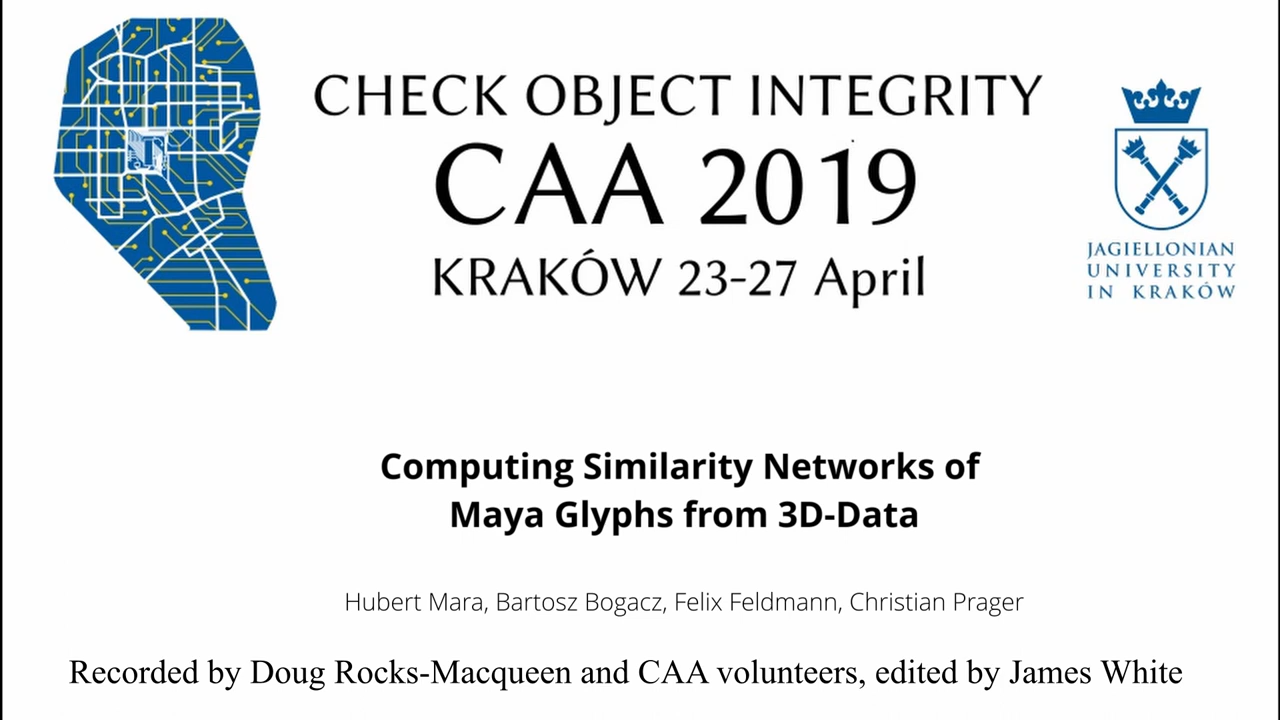 CHECK OBJECT INTEGRITY
CAA 2019
KRAKÓW 23-27 April
JAGIELLONIAN
UNIVERSITY
IN KRAKÓW
Computing Similarity Networks of
Maya Glyphs from 3D-Data
Hubert Mara, Bartosz Bogacz, Felix Feldmann, Christian Prager
Recorded by Doug Rocks-Macqueen and CAA volunteers, edited by James White